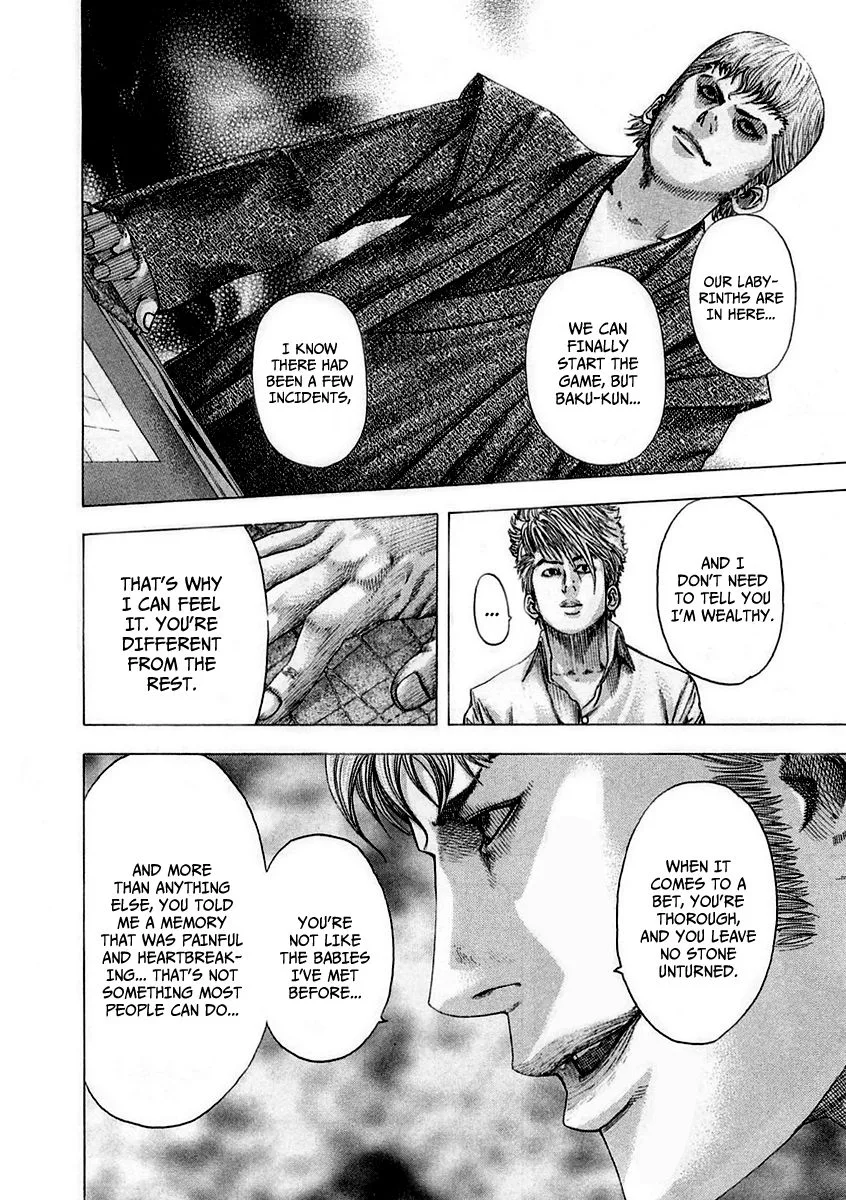 OUR LABY-
RINTHS ARE
IN HERE...
WE CAN
FINALLY
START THE
GAME, BUT
BAKU-KUN...
I KNOW
THERE HAD
BEEN A FEW
INCIDENTS,
AND I
DON'T NEED
TO TELL YOU
I'M WEALTHY.
...
THAT'S WHY
I CAN FEEL
IT. YOU'RE
DIFFERENT
FROM THE
REST.
WHEN IT
COMES TO A
BET, YOU'RE
THOROUGH,
AND YOU LEAVE
NO STONE
UNTURNED.
YOU'RE
NOT LIKE
THE BABIES
I'VE MET
BEFORE...
AND MORE
THAN ANYTHING
ELSE, YOU TOLD
ME A MEMORY
THAT WAS PAINFUL
AND HEARTBREAK-
ING... THAT'S NOT
SOMETHING MOST
PEOPLE CAN DO...